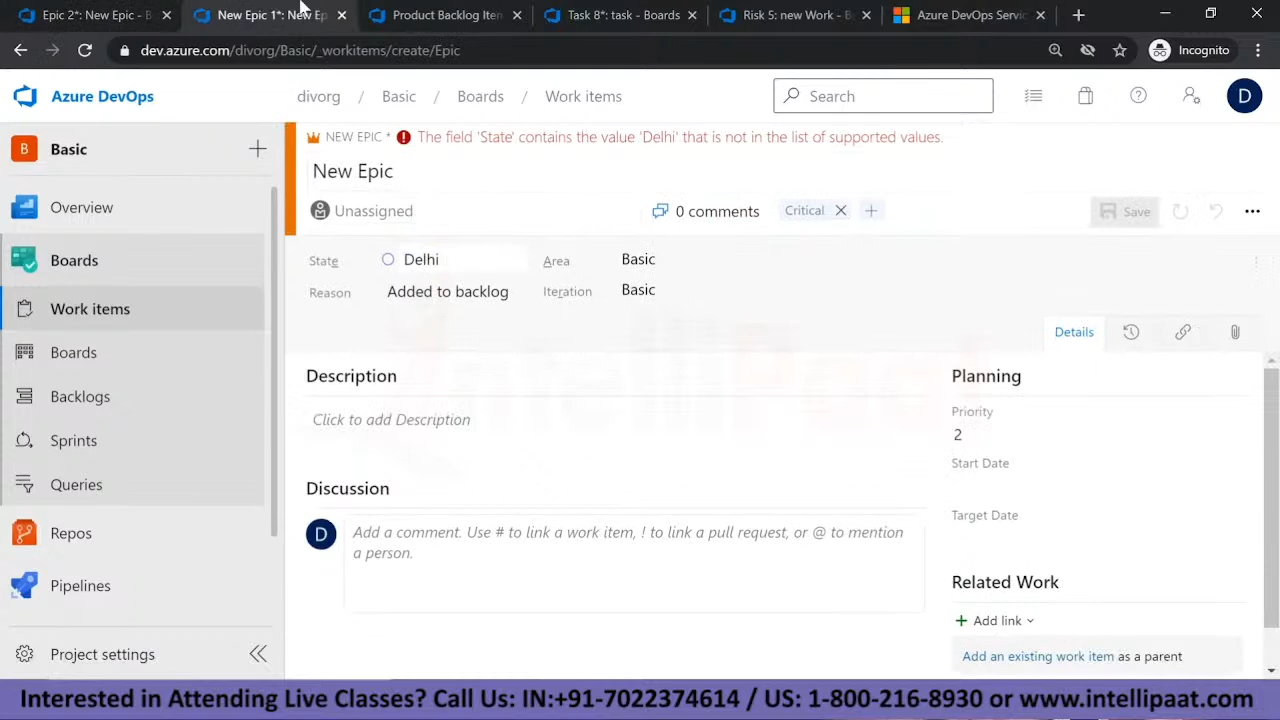 Epic 2*: New Epic - B
New Epic 1*: New Ep
Product Backlog Item
Task 8*: task - Boards
Risk 5: new Work - B
Azure DevOps Servic
dev.azure.com/divorg/Basic/_workitems/create/Epic
Incognito
Azure DevOps
divorg / Basic / Boards / Work items
Search
D
B Basic
NEW EPIC * The field 'State' contains the value 'Delhi' that is not in the list of supported values.
New Epic
Overview
Unassigned
0 comments
Critical
Save
Boards
State Delhi Area Basic
Reason Added to backlog Iteration Basic
Work items
Details
Boards
Description
Planning
Backlogs
Click to add Description
Priority
2
Sprints
Start Date
Queries
Discussion
Target Date
Repos
D
Add a comment. Use # to link a work item, ! to link a pull request, or @ to mention
a person.
Pipelines
Related Work
Add link
Project settings
Add an existing work item as a parent
IntelliPaat
Interested in Attending Live Classes? Call Us: IN:+91-7022374614 / US: 1-800-216-8930 or www.intellipaat.com